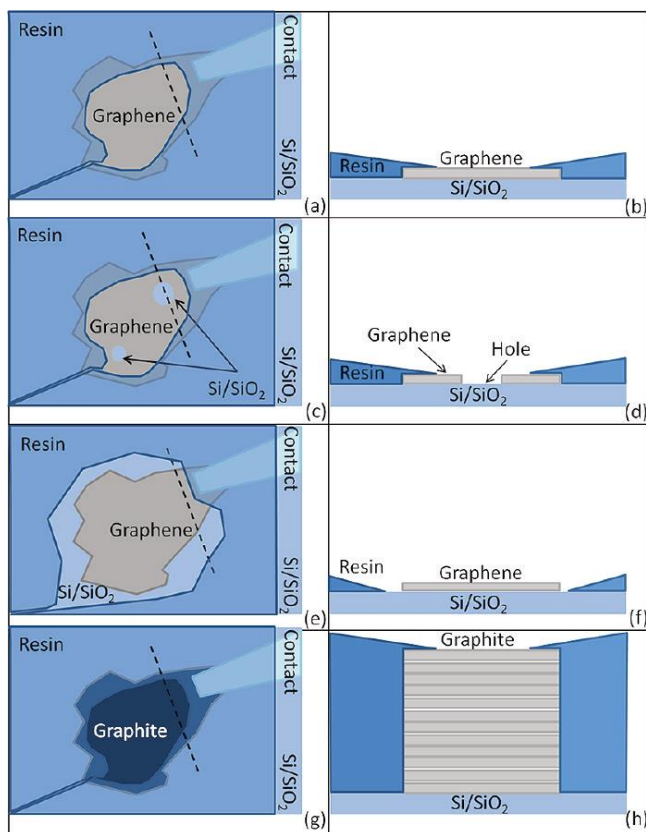 Resin
Contact
Graphene
Si/SiO₂
(a)
Graphene
Resin
Si/SiO₂
(b)
Resin
Contact
Graphene
Si/SiO₂
Si/SiO₂
(c)
Graphene
Hole
Resin
Si/SiO₂
(d)
Resin
Contact
Graphene
Si/SiO₂
Si/SiO₂
(e)
Resin
Graphene
Si/SiO₂
(f)
Resin
Contact
Graphite
Si/SiO₂
(g)
Graphite
Si/SiO₂
(h)